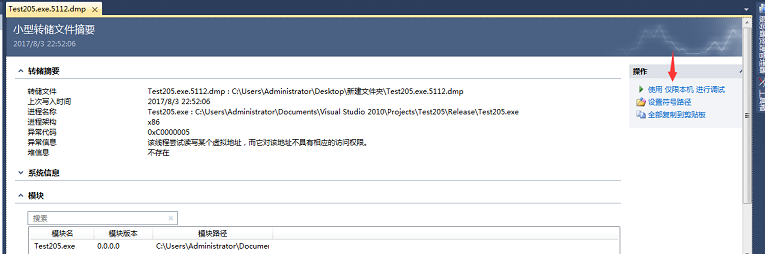 Test205.exe.5112.dmp
小型转储文件摘要
2017/8/3 22:52:06
转储摘要
转储文件 Test205.exe.5112.dmp : C:\Users\Administrator\Desktop\新建文件夹\Test205.exe.5112.dmp
上次写入时间 2017/8/3 22:52:06
进程名称 Test205.exe : C:\Users\Administrator\Documents\Visual Studio 2010\Projects\Test205\Release\Test205.exe
进程架构 x86
异常代码 0xC0000005
异常信息 该线程尝试读写某个虚拟地址，而它对该地址不具有相应的访问权限。
堆信息 不存在
系统信息
模块
搜索
模块名 模块版本 模块路径
Test205.exe 0.0.0.0 C:\Users\Administrator\Documen
操作
使用 仅限本机 进行调试
设置符号路径
全部复制到剪贴板
工具箱